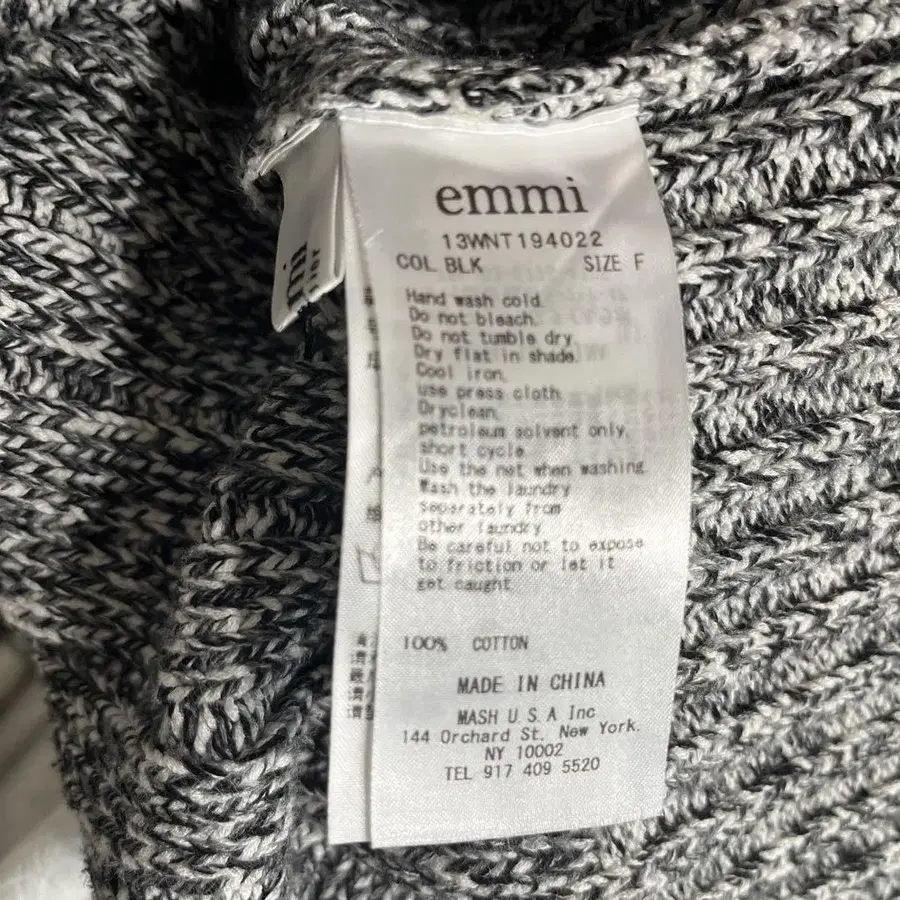 emmi
13WNT194022
COL BLK SIZE F
Hand wash cold.
Do not bleach.
Do not tumble dry.
Dry flat in shade.
Cool iron.
use press cloth.
Dryclean,
petroleum solvent only,
short cycle
Use the net when washing.
Wash the laundry
Separately from
other laundry
Be careful not to expose
to friction or let it
get caught.
100% COTTON
MADE IN CHINA
MASH U S A Inc
144 Orchard St. New York.
NY 10002
TEL 917 409 5520